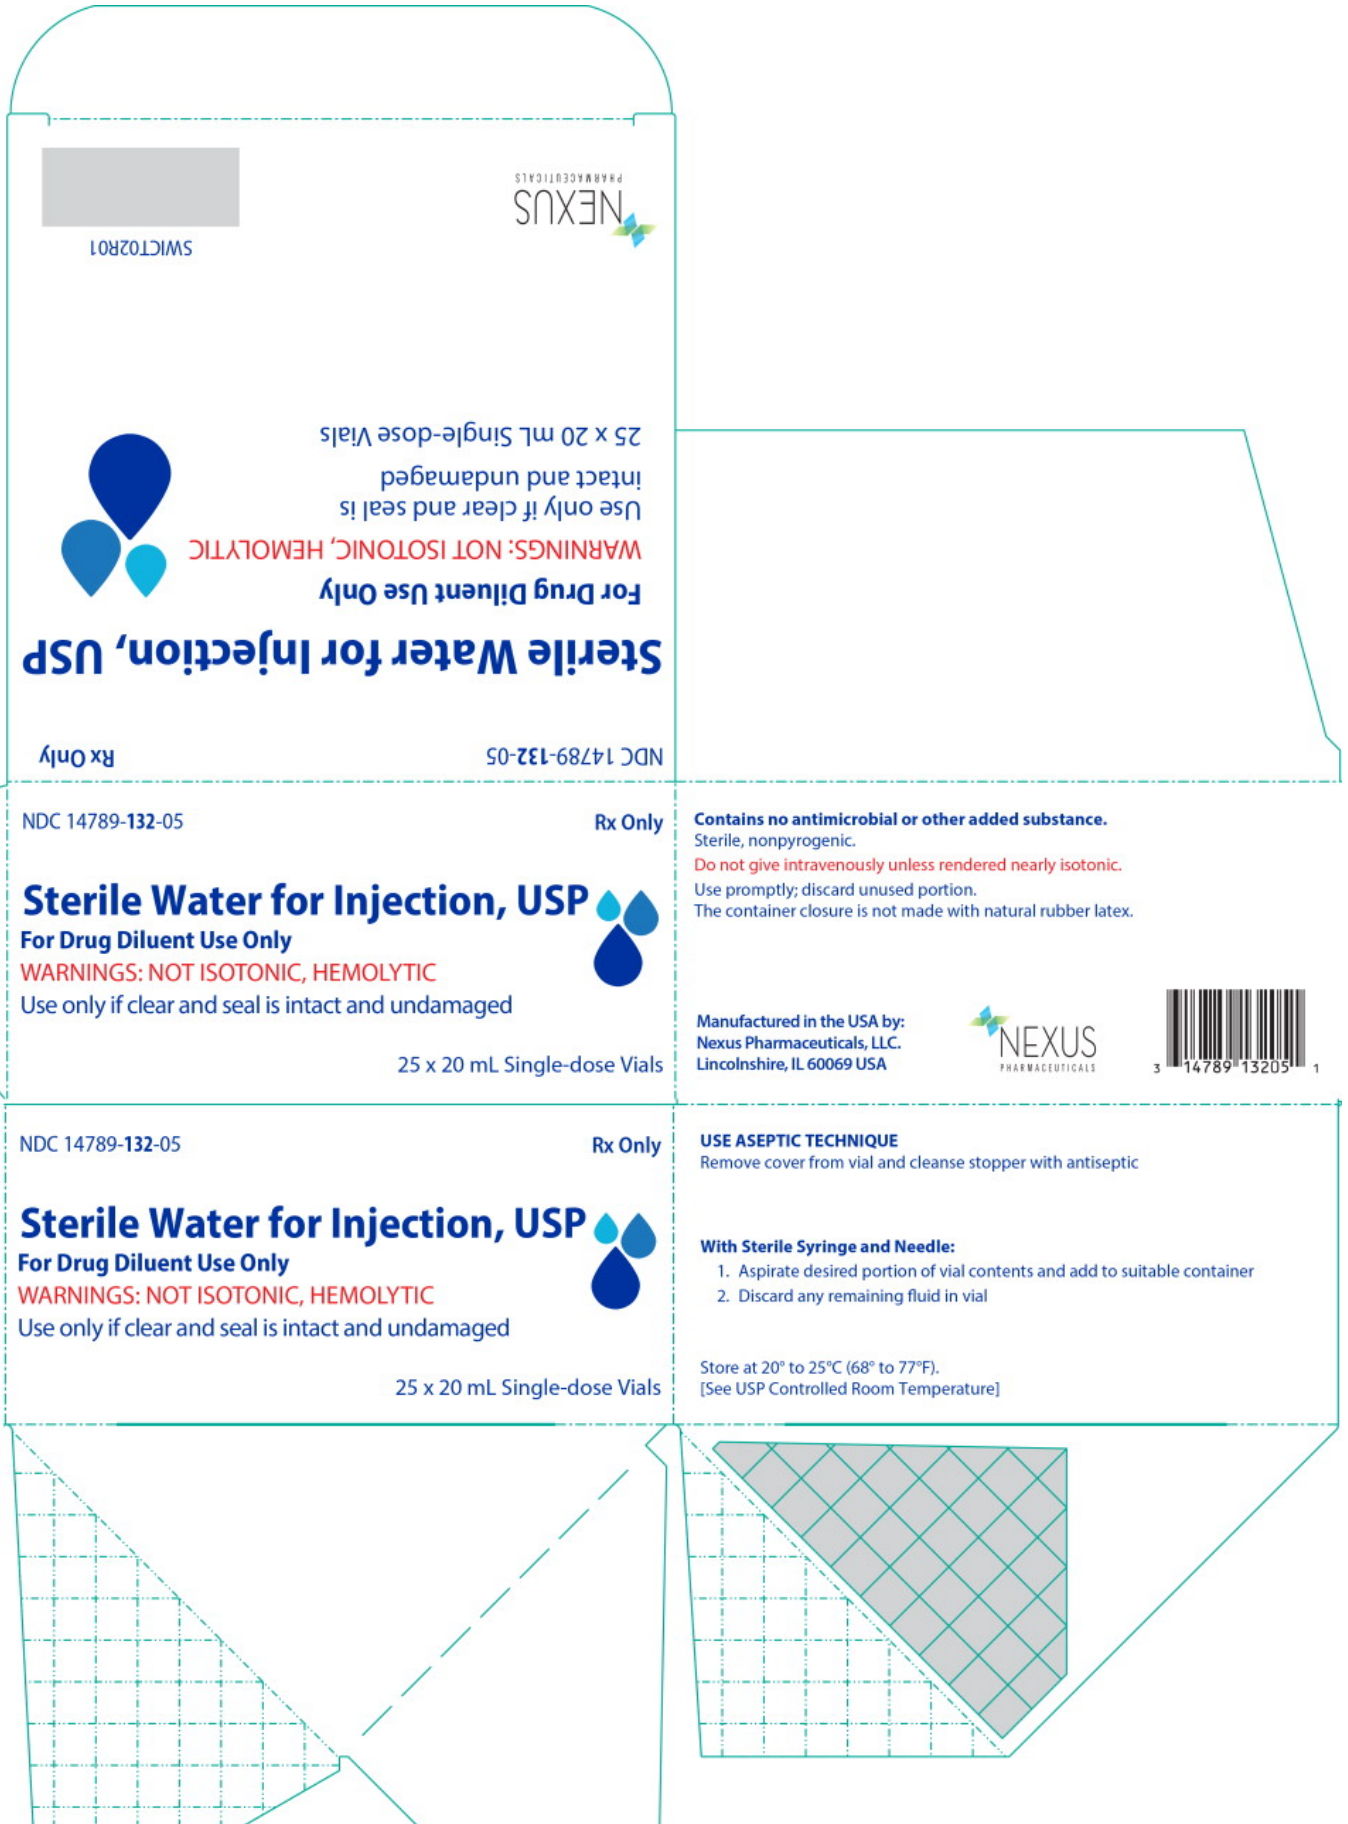 SWICT02R01
NEXUS
PHARMACEUTICALS
25 x 20 mL Single-dose Vials
intact and undamaged
Use only if clear and seal is
WARNINGS: NOT ISOTONIC, HEMOLYTIC
For Drug Diluent Use Only
Sterile Water for Injection, USP
NDC 14789-132-05
Rx Only
NDC 14789-132-05
Rx Only
Sterile Water for Injection, USP
For Drug Diluent Use Only
WARNINGS: NOT ISOTONIC, HEMOLYTIC
Use only if clear and seal is intact and undamaged
25 x 20 mL Single-dose Vials
Contains no antimicrobial or other added substance.
Sterile, nonpyrogenic.
Do not give intravenously unless rendered nearly isotonic.
Use promptly; discard unused portion.
The container closure is not made with natural rubber latex.
Manufactured in the USA by:
Nexus Pharmaceuticals, LLC.
Lincolnshire, IL 60069 USA
NEXUS
PHARMACEUTICALS
3 14789 13205 1
NDC 14789-132-05
Rx Only
Sterile Water for Injection, USP
For Drug Diluent Use Only
WARNINGS: NOT ISOTONIC, HEMOLYTIC
Use only if clear and seal is intact and undamaged
25 x 20 mL Single-dose Vials
USE ASEPTIC TECHNIQUE
Remove cover from vial and cleanse stopper with antiseptic
With Sterile Syringe and Needle:
1. Aspirate desired portion of vial contents and add to suitable container
2. Discard any remaining fluid in vial
Store at 20° to 25°C (68° to 77°F).
[See USP Controlled Room Temperature]